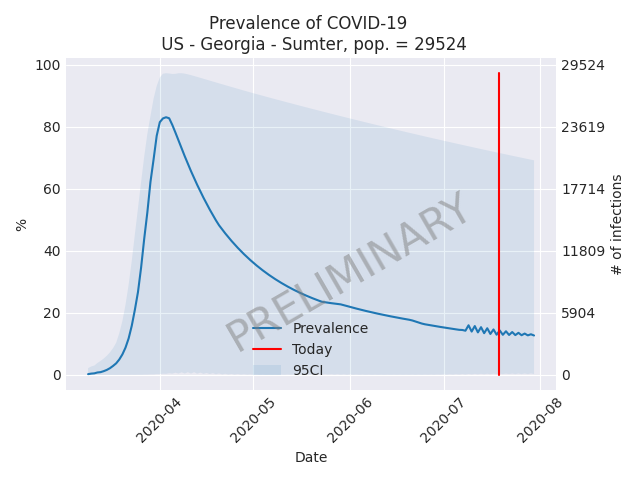 Prevalence of COVID-19
US - Georgia - Sumter, pop. = 29524
100
80
60
40
20
0
%
29524
23619
17714
11809
5904
0
# of infections
PRELIMINARY
Prevalence
Today
95CI
2020-04
2020-05
2020-06
2020-07
2020-08
Date